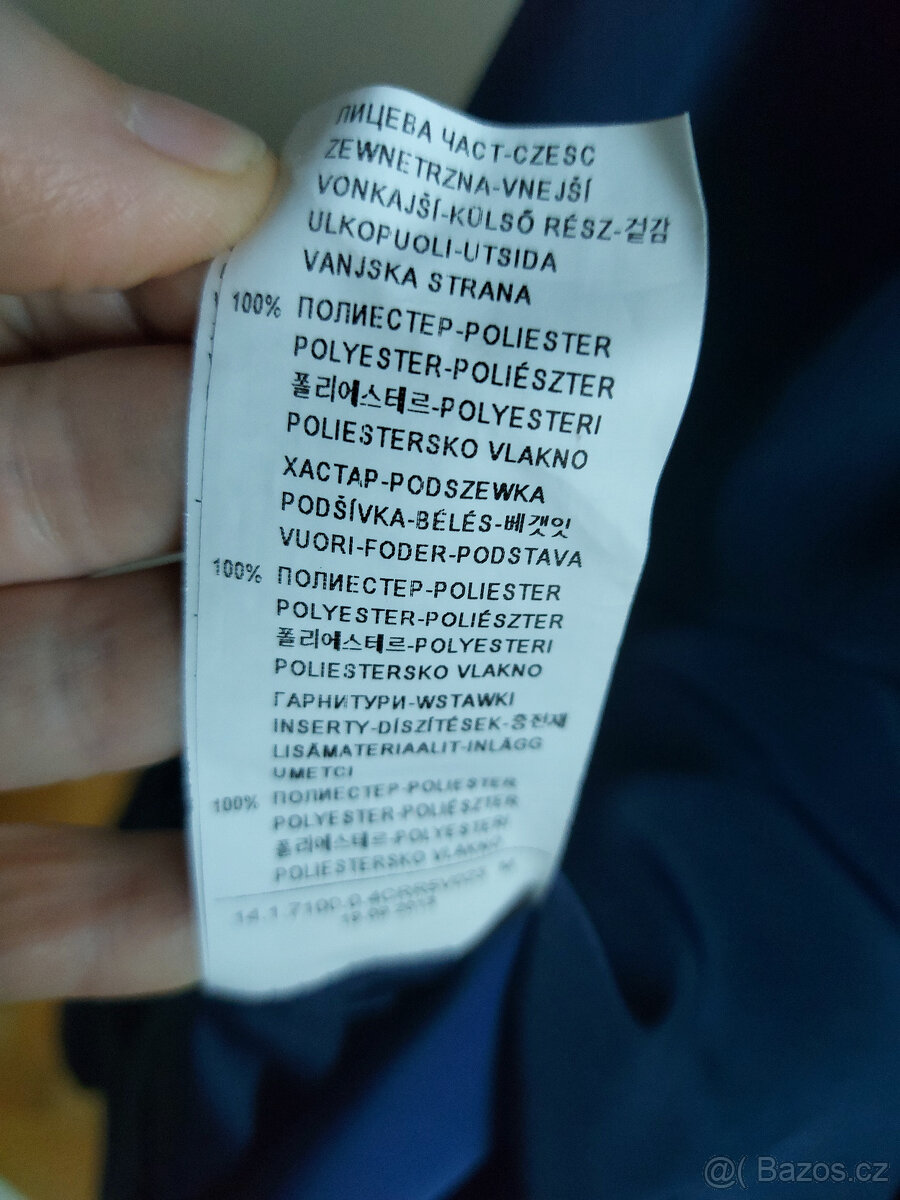 ЛИЦЕВА ЧАСТ-CZESC
ZEWNETRZNA-VNEJŠÍ
VONKAJŠÍ-KÜLSŐ RÉSZ-겉감
ULKOPUOLI-UTSIDA
VANJSKA STRANA
100% ПОЛИЕСТЕР-POLIESTER
POLYESTER-POLIÉSZTER
폴리에스테르-POLYESTERI
POLIESTERSKO VLAKNO
ХАСТАР-PODSZEWKA
PODŠÍVKA-BÉLÉS-베갯잇
VUORI-FODER-PODSTAVA
100% ПОЛИЕСТЕР-POLIESTER
POLYESTER-POLIÉSZTER
폴리에스테르-POLYESTERI
POLIESTERSKO VLAKNO
ГАРНИТУРИ-WSTAWKI
INSERTY-DÍSZÍTÉSEK-충전재
LISÄMATERIAALIT-INLÄGG
UMETCI
100% ПОЛИЕСТЕР-POLIESTER
POLYESTER-POLIÉSZTER
폴리에스테르-POLYESTERI
POLIESTERSKO VLAKNO
@( Bazos.cz